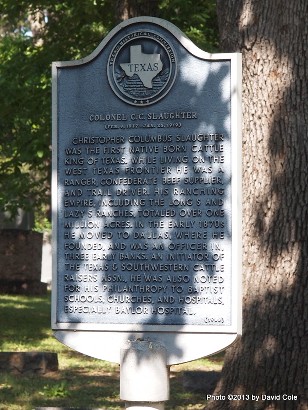 TEXAS
COLONEL C.C. SLAUGHTER
CHRISTOPHER COLUMBUS SLAUGHTER
WAS THE FIRST NATIVE BORN CATTLE
KING OF TEXAS. WHILE LIVING ON THE
WEST TEXAS FRONTIER HE WAS A
RANGER, CONFEDERATE BEEF SUPPLIER,
AND TRAIL DRIVER. HIS RANCHING
EMPIRE, INCLUDING THE LONG S AND
LAZY S RANCHES, TOTALED OVER ONE
MILLION ACRES. IN THE EARLY 1870S
HE MOVED TO DALLAS, WHERE HE
FOUNDED, AND WAS AN OFFICER IN,
THREE EARLY BANKS. AN INITIATOR OF
THE TEXAS & SOUTHWESTERN CATTLE
RAISERS ASSN., HE WAS ALSO NOTED
FOR HIS PHILANTHROPY TO BAPTIST
SCHOOLS, CHURCHES, AND HOSPITALS,
ESPECIALLY BAYLOR HOSPITAL.
Photo ©2013 by David Cole